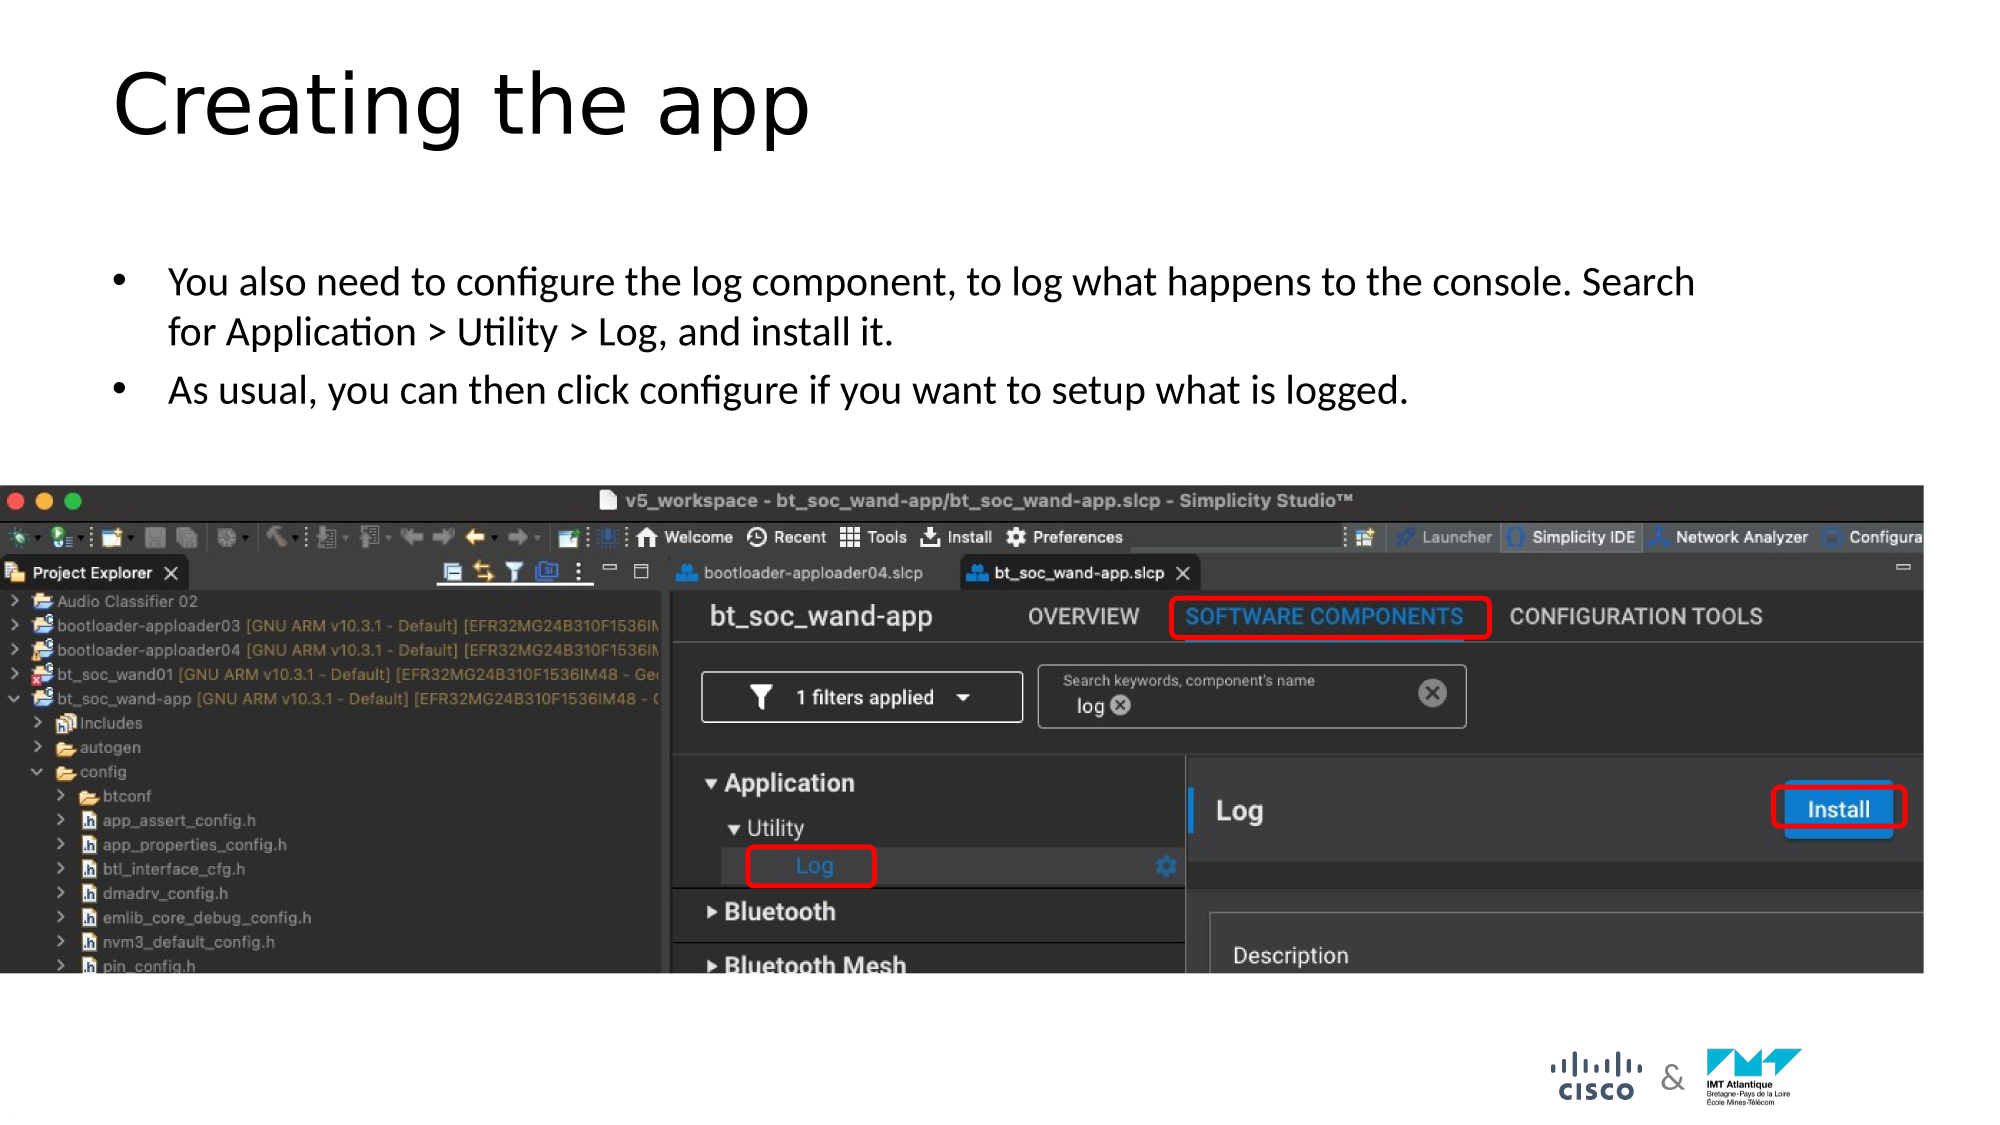 Creating the app
• You also need to configure the log component, to log what happens to the console. Search
for Application > Utility > Log, and install it.
• As usual, you can then click configure if you want to setup what is logged.
v5_workspace - bt_soc_wand-app/bt_soc_wand-app.slcp - Simplicity Studio™
Welcome Recent Tools Install Preferences Launcher Simplicity IDE Network Analyzer Configura
Project Explorer
bootloader-apploader04.slcp bt_soc_wand-app.slcp
Audio Classifier 02
bootloader-apploader03 [GNU ARM v10.3.1 - Default] [EFR32MG24B310F1536IM
bootloader-apploader04 [GNU ARM v10.3.1 - Default] [EFR32MG24B310F1536IM
bt_soc_wand01 [GNU ARM v10.3.1 - Default] [EFR32MG24B310F1536IM48 - Gec
bt_soc_wand-app [GNU ARM v10.3.1 - Default] [EFR32MG24B310F1536IM48 - G
Includes
autogen
config
btconf
app_assert_config.h
app_properties_config.h
btl_interface_cfg.h
dmadrv_config.h
emlib_core_debug_config.h
nvm3_default_config.h
pin_config.h
bt_soc_wand-app OVERVIEW SOFTWARE COMPONENTS CONFIGURATION TOOLS
1 filters applied
Search keywords, component's name
log
Application
Utility
Log
Bluetooth
Bluetooth Mesh
Log Install
Description
CISCO & IMT Atlantique
Bretagne-Pays de la Loire
École Mines-Télécom